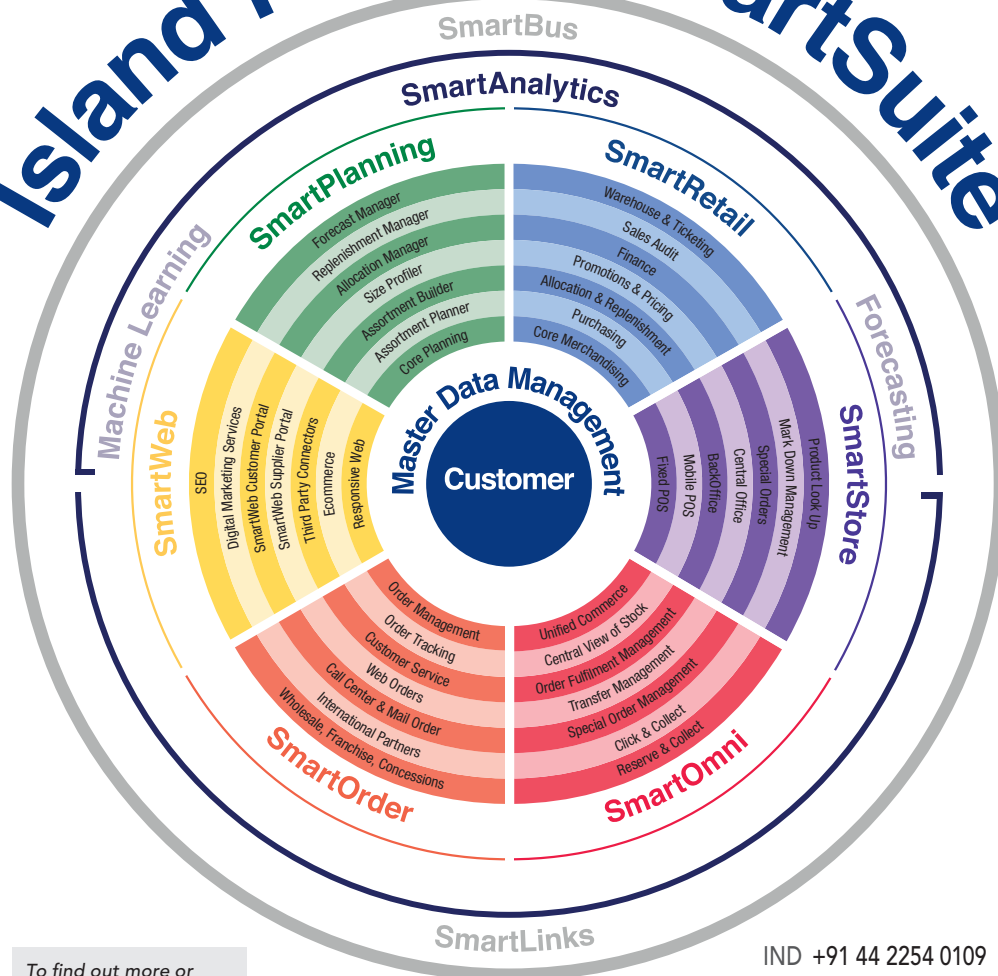 Island
SmartSuite
SmartBus
SmartAnalytics
Machine Learning
Forecasting
SmartPlanning
Forecast Manager
Replenishment Manager
Allocation Manager
Size Profiler
Assortment Builder
Assortment Planner
Core Planning
SmartRetail
Warehouse & Ticketing
Sales Audit
Finance
Promotions & Pricing
Allocation & Replenishment
Purchasing
Core Merchandising
SmartWeb
SEO
Digital Marketing Services
SmartWeb Customer Portal
SmartWeb Supplier Portal
Third Party Connectors
Ecommerce
Responsive Web
Master Data Management
Customer
Fixed POS
Mobile POS
BackOffice
Central Office
Special Orders
Mark Down Management
Product Look Up
SmartStore
Order Management
Order Tracking
Customer Service
Web Orders
Call Center & Mail Order
International Partners
Wholesale, Franchise, Concessions
SmartOrder
Unified Commerce
Central View of Stock
Order Fulfilment Management
Transfer Management
Special Order Management
Click & Collect
Reserve & Collect
SmartOmni
SmartLinks
To find out more or
IND +91 44 2254 0109